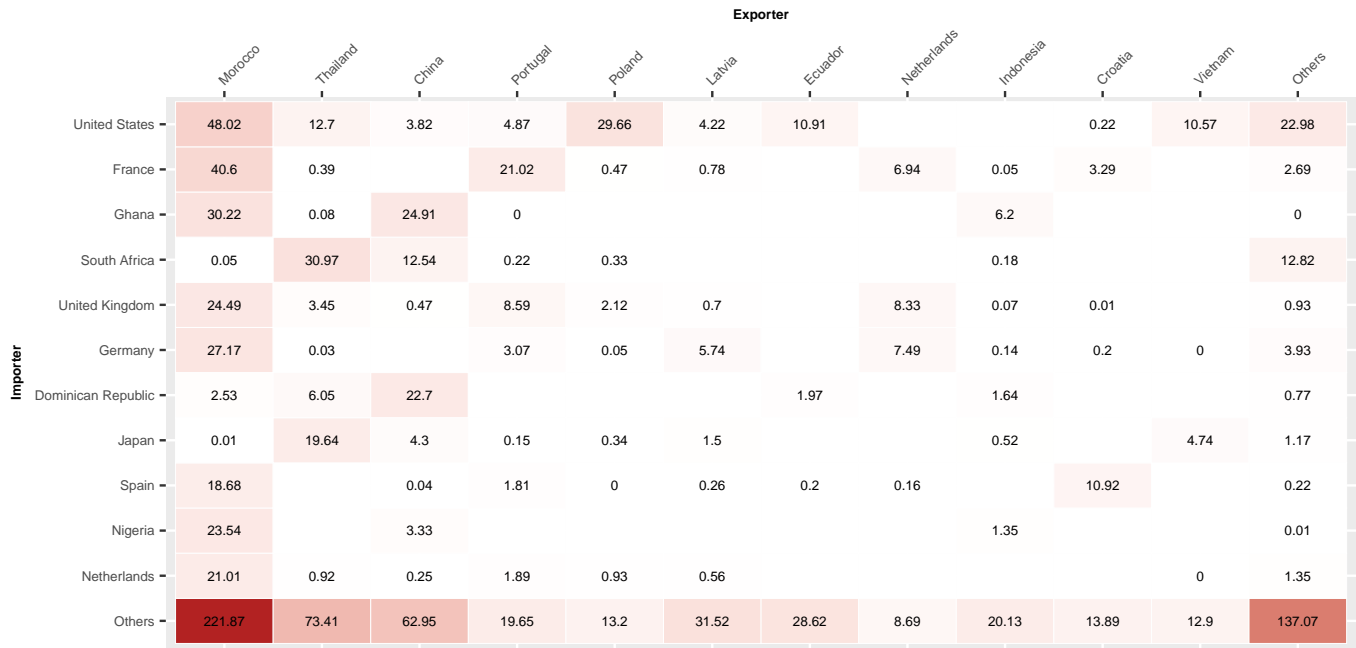 Exporter
Morocco Thailand China Portugal Poland Latvia Ecuador Netherlands Indonesia Croatia Vietnam Others
United States 48.02 12.7 3.82 4.87 29.66 4.22 10.91 0.22 10.57 22.98
France 40.6 0.39 21.02 0.47 0.78 6.94 0.05 3.29 2.69
Ghana 30.22 0.08 24.91 0 6.2 0
South Africa 0.05 30.97 12.54 0.22 0.33 0.18 12.82
United Kingdom 24.49 3.45 0.47 8.59 2.12 0.7 8.33 0.07 0.01 0.93
Germany 27.17 0.03 3.07 0.05 5.74 7.49 0.14 0.2 0 3.93
Importer
Dominican Republic 2.53 6.05 22.7 1.97 1.64 0.77
Japan 0.01 19.64 4.3 0.15 0.34 1.5 0.52 4.74 1.17
Spain 18.68 0.04 1.81 0 0.26 0.2 0.16 10.92 0.22
Nigeria 23.54 3.33 1.35 0.01
Netherlands 21.01 0.92 0.25 1.89 0.93 0.56 0 1.35
Others 221.87 73.41 62.95 19.65 13.2 31.52 28.62 8.69 20.13 13.89 12.9 137.07